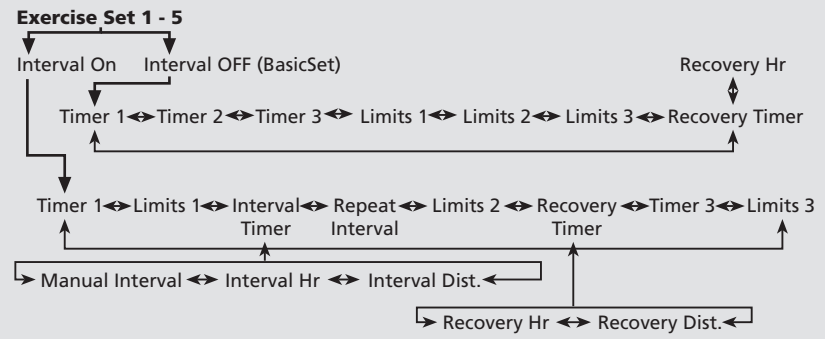 Exercise Set 1 - 5
Interval On Interval OFF (BasicSet) Recovery Hr
Timer 1 Timer 2 Timer 3 Limits 1 Limits 2 Limits 3 Recovery Timer
Timer 1 Limits 1 Interval Repeat Limits 2 Recovery Timer 3 Limits 3
Timer Interval Timer
Manual Interval Interval Hr Interval Dist.
Recovery Hr Recovery Dist.